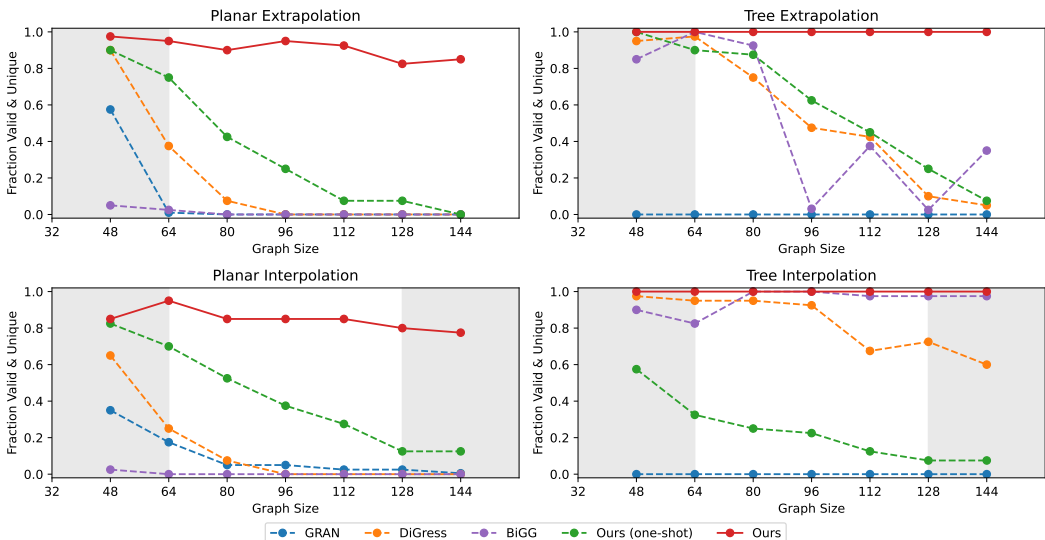 Planar Extrapolation
Fraction Valid & Unique
1.0
0.8
0.6
0.4
0.2
0.0
32 48 64 80 96 112 128 144
Graph Size
Tree Extrapolation
Fraction Valid & Unique
1.0
0.8
0.6
0.4
0.2
0.0
32 48 64 80 96 112 128 144
Graph Size
Planar Interpolation
Fraction Valid & Unique
1.0
0.8
0.6
0.4
0.2
0.0
32 48 64 80 96 112 128 144
Graph Size
Tree Interpolation
Fraction Valid & Unique
1.0
0.8
0.6
0.4
0.2
0.0
32 48 64 80 96 112 128 144
Graph Size
GRAN DiGress BiGG Ours (one-shot) Ours